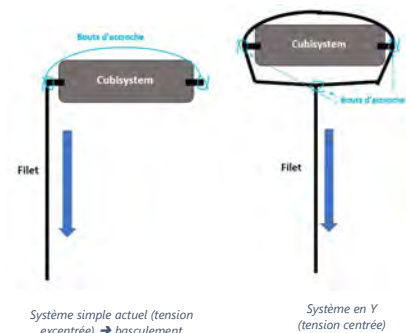 Bouts d'accroche
Cubisystem
Filet
Système simple actuel (tension
excentrée) ➔ basculement
Cubisystem
Bouts d'accroche
Filet
Système en Y
(tension centrée)